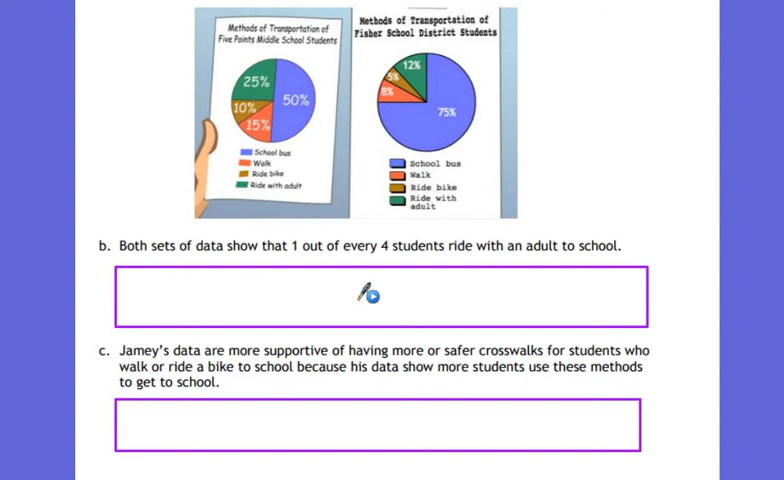 Methods of Transportation of
Five Points Middle School Students
25%
50%
10%
15%
School bus
Walk
Ride bike
Ride with adult
Methods of Transportation of
Fisher School District Students
12%
5%
8%
75%
School bus
Walk
Ride bike
Ride with
adult
b. Both sets of data show that 1 out of every 4 students ride with an adult to school.
c. Jamey's data are more supportive of having more or safer crosswalks for students who
walk or ride a bike to school because his data show more students use these methods
to get to school.